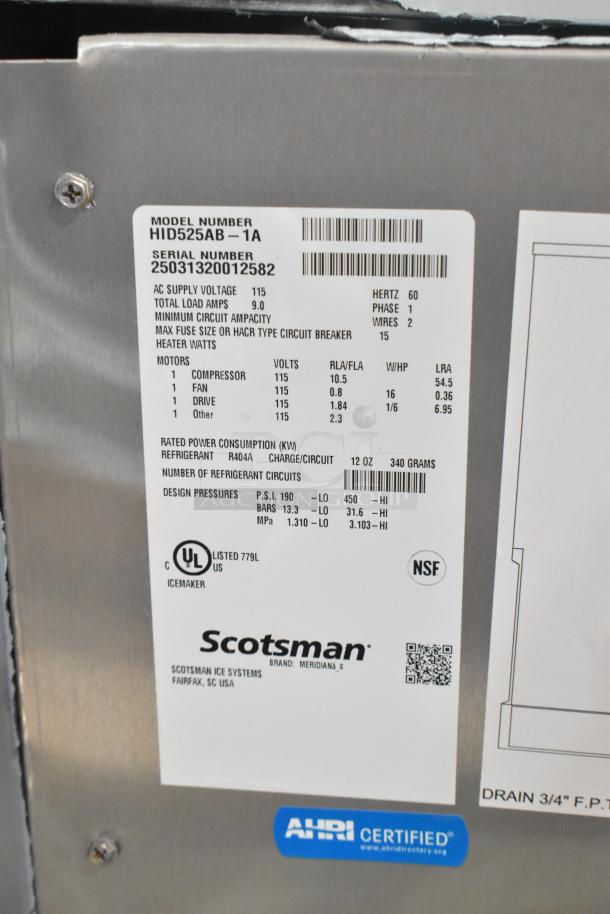 MODEL NUMBER
HID525AB-1A
SERIAL NUMBER
25031320012582
AC SUPPLY VOLTAGE 115 HERTZ 60
TOTAL LOAD AMPS 9.0 PHASE 1
MINIMUM CIRCUIT AMPACITY WIRES 2
MAX FUSE SIZE OR HACR TYPE CIRCUIT BREAKER 15
HEATER WATTS
MOTORS VOLTS RLA/FLA W/HP LRA
1 COMPRESSOR 115 10.5 54.5
1 FAN 115 0.8 16 0.36
1 DRIVE 115 1.84 1/6 6.95
1 Other 115 2.3
RATED POWER CONSUMPTION (KW)
REFRIGERANT R404A CHARGE/CIRCUIT 12 OZ 340 GRAMS
NUMBER OF REFRIGERANT CIRCUITS
DESIGN PRESSURES P.S.I. 190 -LO 450 -HI
BARS 13.3 -LO 31.6 -HI
MPa 1.310-LO 3.103-HI
C UL US LISTED 779L
ICEMAKER
NSF
Scotsman
BRAND: MERIDIANS_C
SCOTSMAN ICE SYSTEMS
FAIRFAX, SC USA
DRAIN 3/4" F.P.T
AHRI CERTIFIED
www.ahridirectory.org